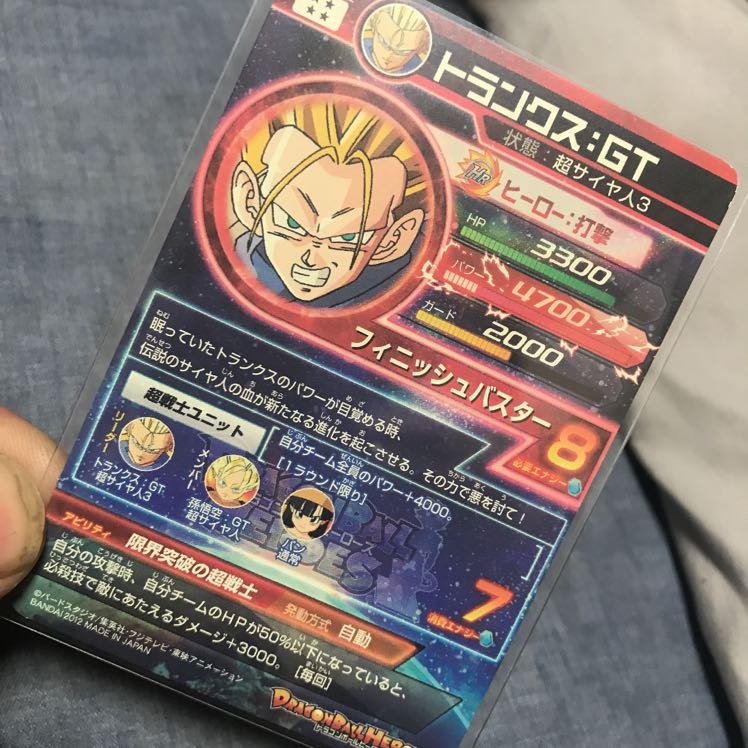 トランクス:GT
状態:超サイヤ人3
HR
ヒーロー:打撃
HP 3300
パワー 4700
ガード 2000
フィニッシュバスター
8
必要エナジー
眠っていたトランクスのパワーが目覚める時、
伝説のサイヤ人の血が新たなる進化を起こさせる。その力で悪を討て!
超戦士ユニット
リーダー
トランクス:GT
超サイヤ人3
メンバー
孫悟空:GT
超サイヤ人
パン
通常
自分チーム全員のパワー+4000。
[1ラウンド限り]
7
消費エナジー
アビリティ
限界突破の超戦士
発動方式 自動
自分の攻撃時、自分チームのHPが50%以下になっていると、
必殺技で敵にあたえるダメージ+3000。[毎回]
©バードスタジオ/集英社・フジテレビ・東映アニメーション
BANDAI 2012 MADE IN JAPAN
DRAGONBALL HEROES